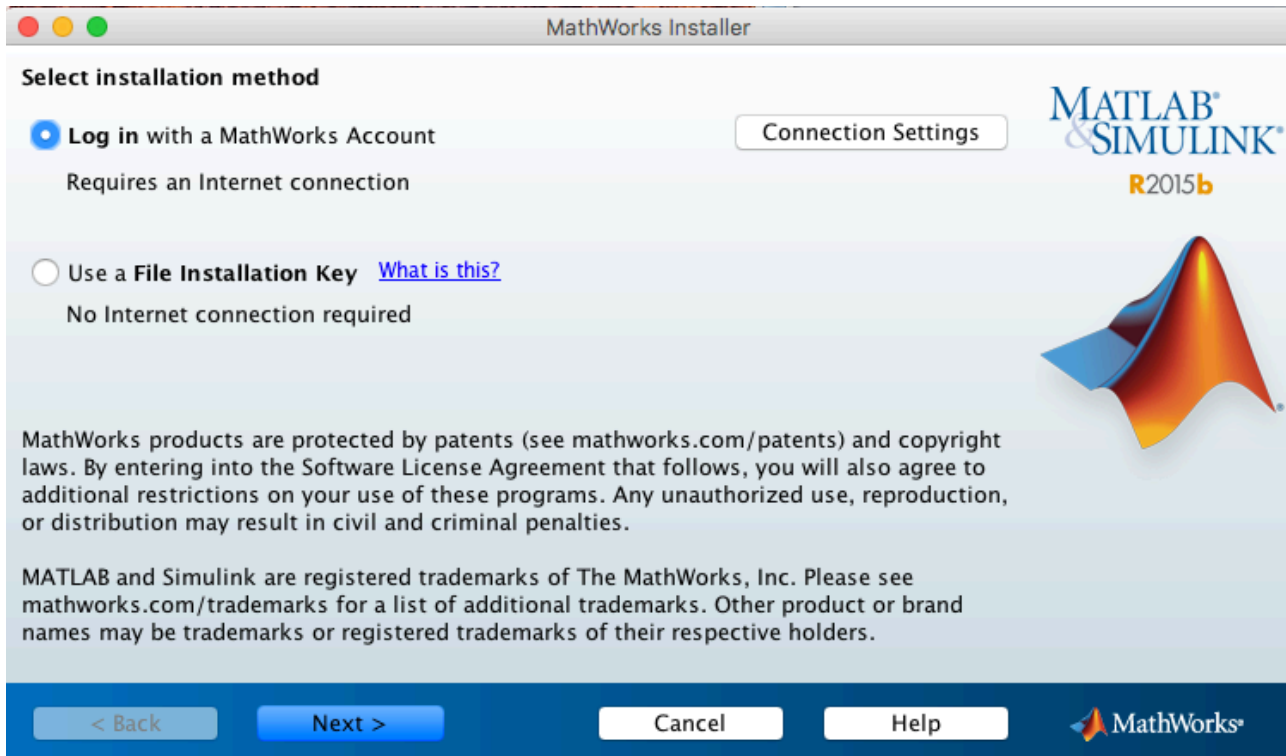 MathWorks Installer
Select installation method
Log in with a MathWorks Account
Connection Settings
Requires an Internet connection
Use a File Installation Key What is this?
No Internet connection required
MathWorks products are protected by patents (see mathworks.com/patents) and copyright
laws. By entering into the Software License Agreement that follows, you will also agree to
additional restrictions on your use of these programs. Any unauthorized use, reproduction,
or distribution may result in civil and criminal penalties.
MATLAB and Simulink are registered trademarks of The MathWorks, Inc. Please see
mathworks.com/trademarks for a list of additional trademarks. Other product or brand
names may be trademarks or registered trademarks of their respective holders.
MATLAB®
&SIMULINK®
R2015b
®
< Back
Next >
Cancel
Help
MathWorks®